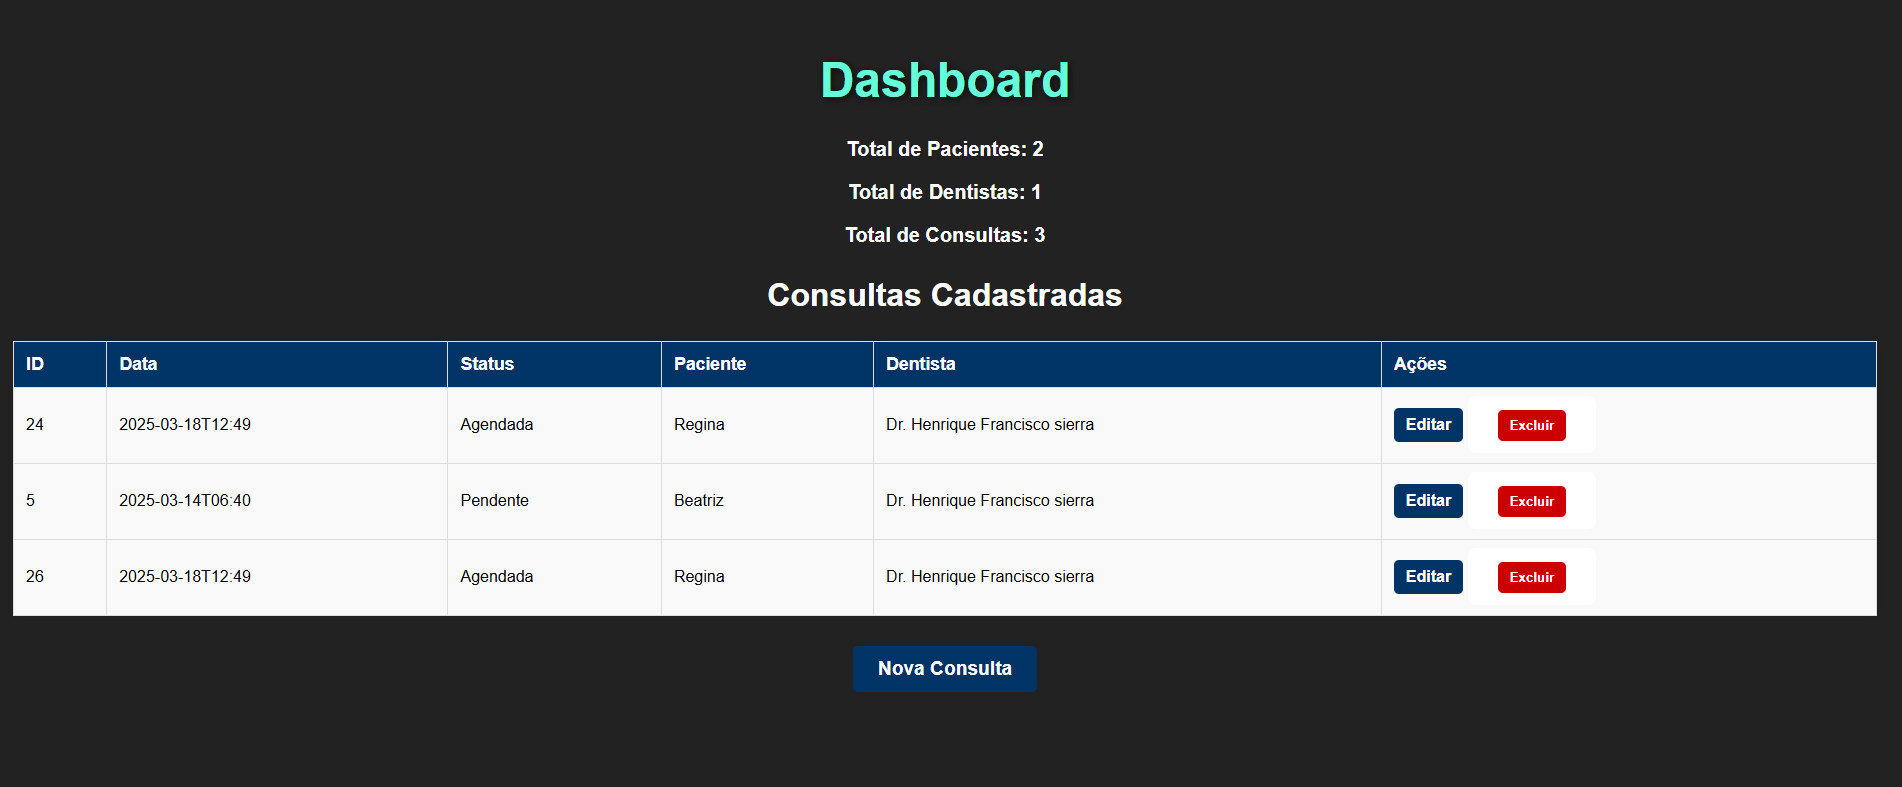 Dashboard
Total de Pacientes: 2
Total de Dentistas: 1
Total de Consultas: 3
Consultas Cadastradas
ID Data Status Paciente Dentista Ações
24 2025-03-18T12:49 Agendada Regina Dr. Henrique Francisco sierra Editar Excluir
5 2025-03-14T06:40 Pendente Beatriz Dr. Henrique Francisco sierra Editar Excluir
26 2025-03-18T12:49 Agendada Regina Dr. Henrique Francisco sierra Editar Excluir
Nova Consulta